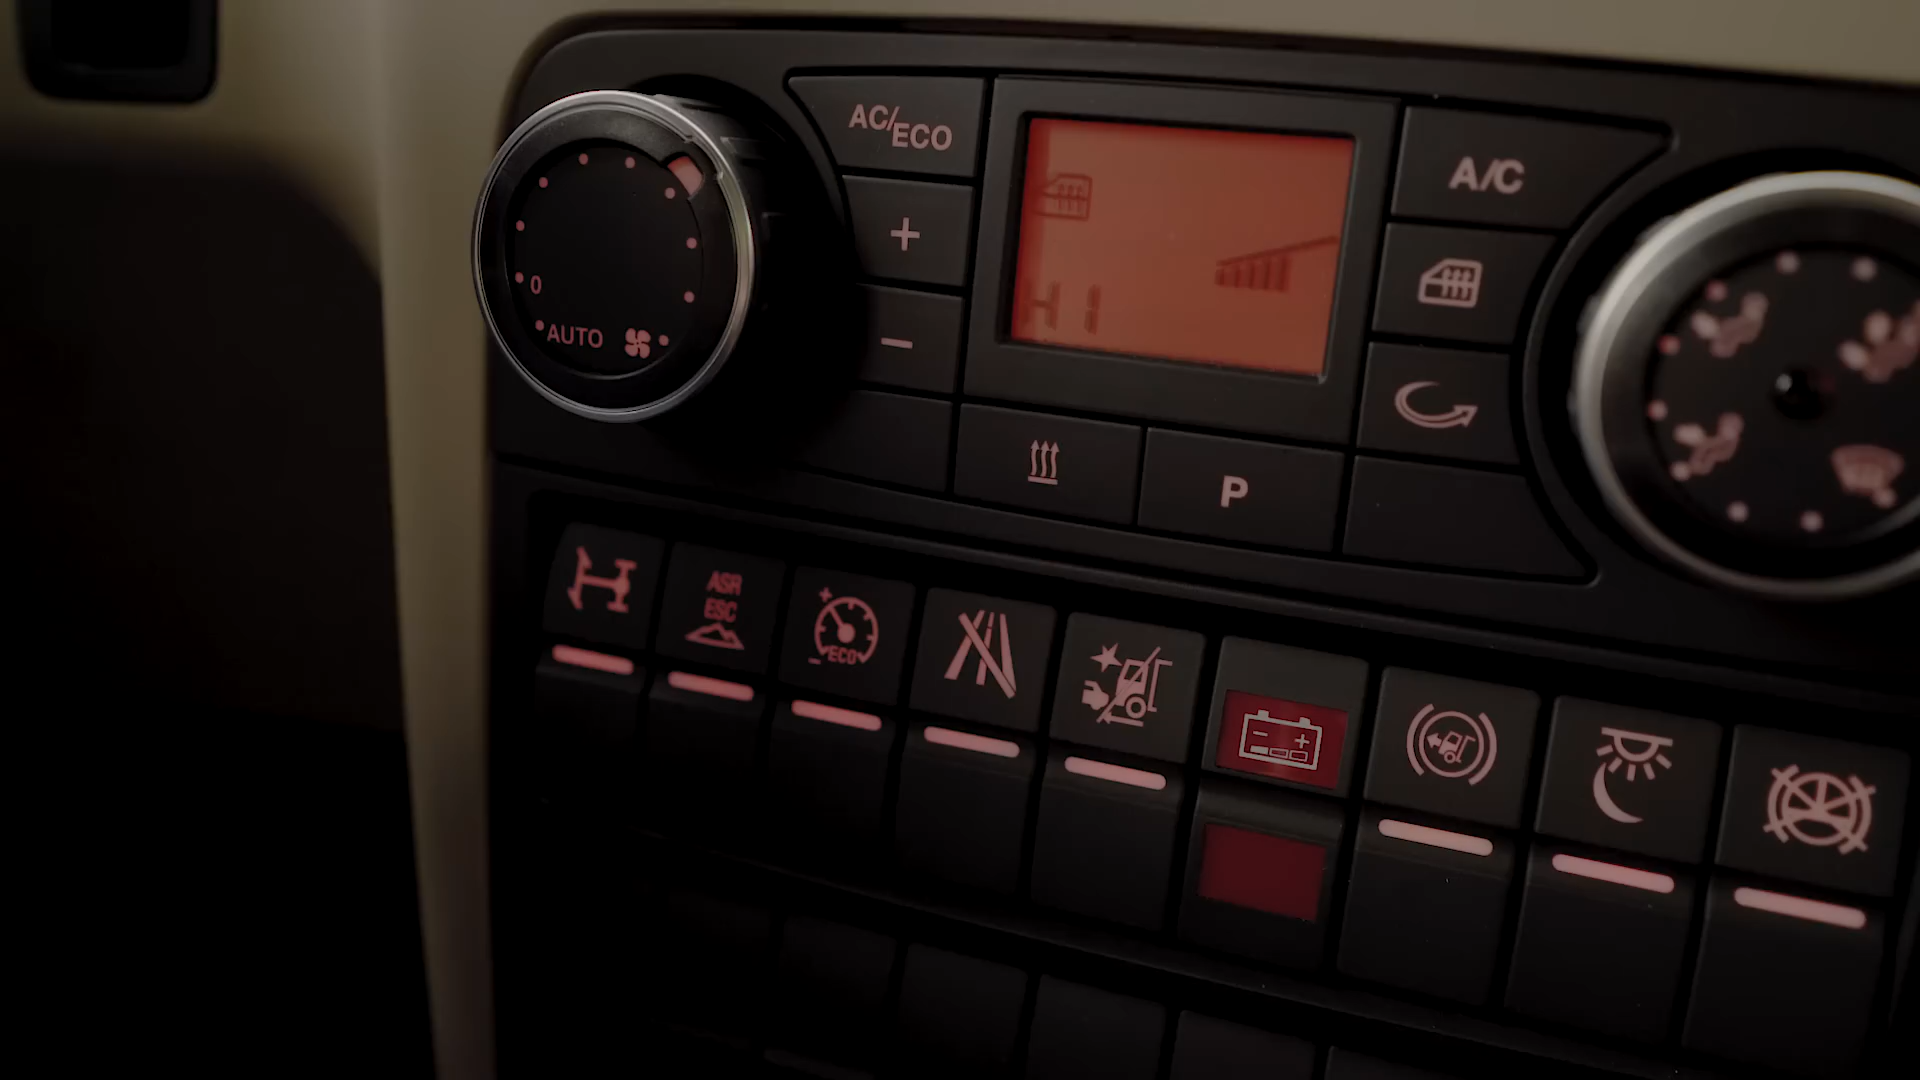 AC/ECO
A/C
+
-
HI
0
AUTO
P
ASR
ESC
+
- ECO
- +